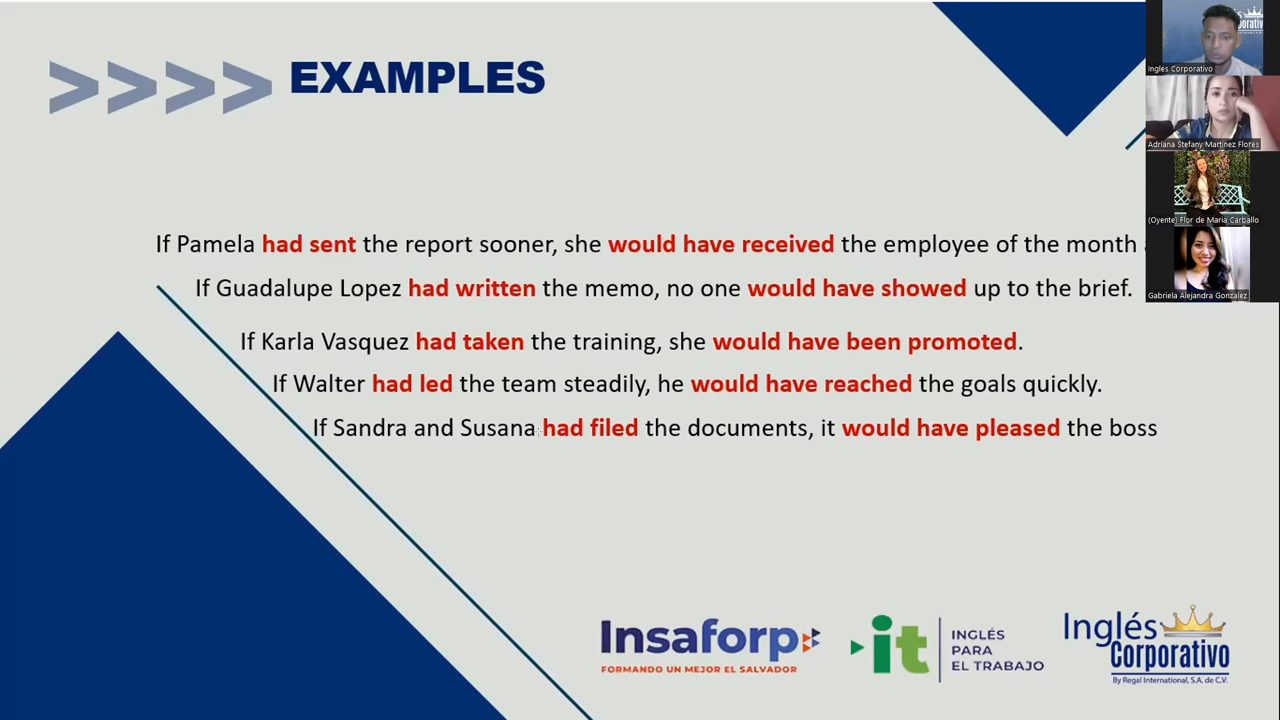 >>>> EXAMPLES
If Pamela had sent the report sooner, she would have received the employee of the month
If Guadalupe Lopez had written the memo, no one would have showed up to the brief.
If Karla Vasquez had taken the training, she would have been promoted.
If Walter had led the team steadily, he would have reached the goals quickly.
If Sandra and Susana had filed the documents, it would have pleased the boss
Insaforp
FORMANDO UN MEJOR EL SALVADOR
it
INGLÉS
PARA
EL TRABAJO
Inglés
Corporativo
By Regal International, S.A. de C.V.
Ingles Corporativo
Adriana Stefany Martinez Flores
(Oyente) Flor de Maria Carballo
Gabriela Alejandra Gonzalez